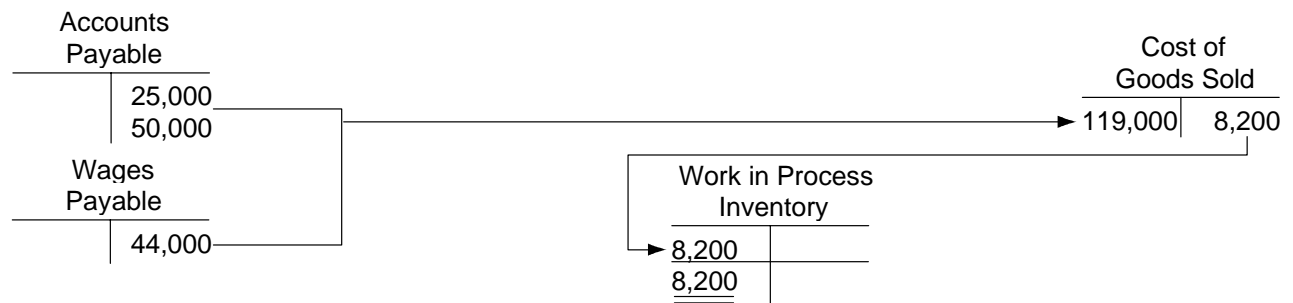 Accounts
Payable
25,000
50,000
Wages
Payable
44,000
Cost of
Goods Sold
119,000 8,200
Work in Process
Inventory
8,200
8,200